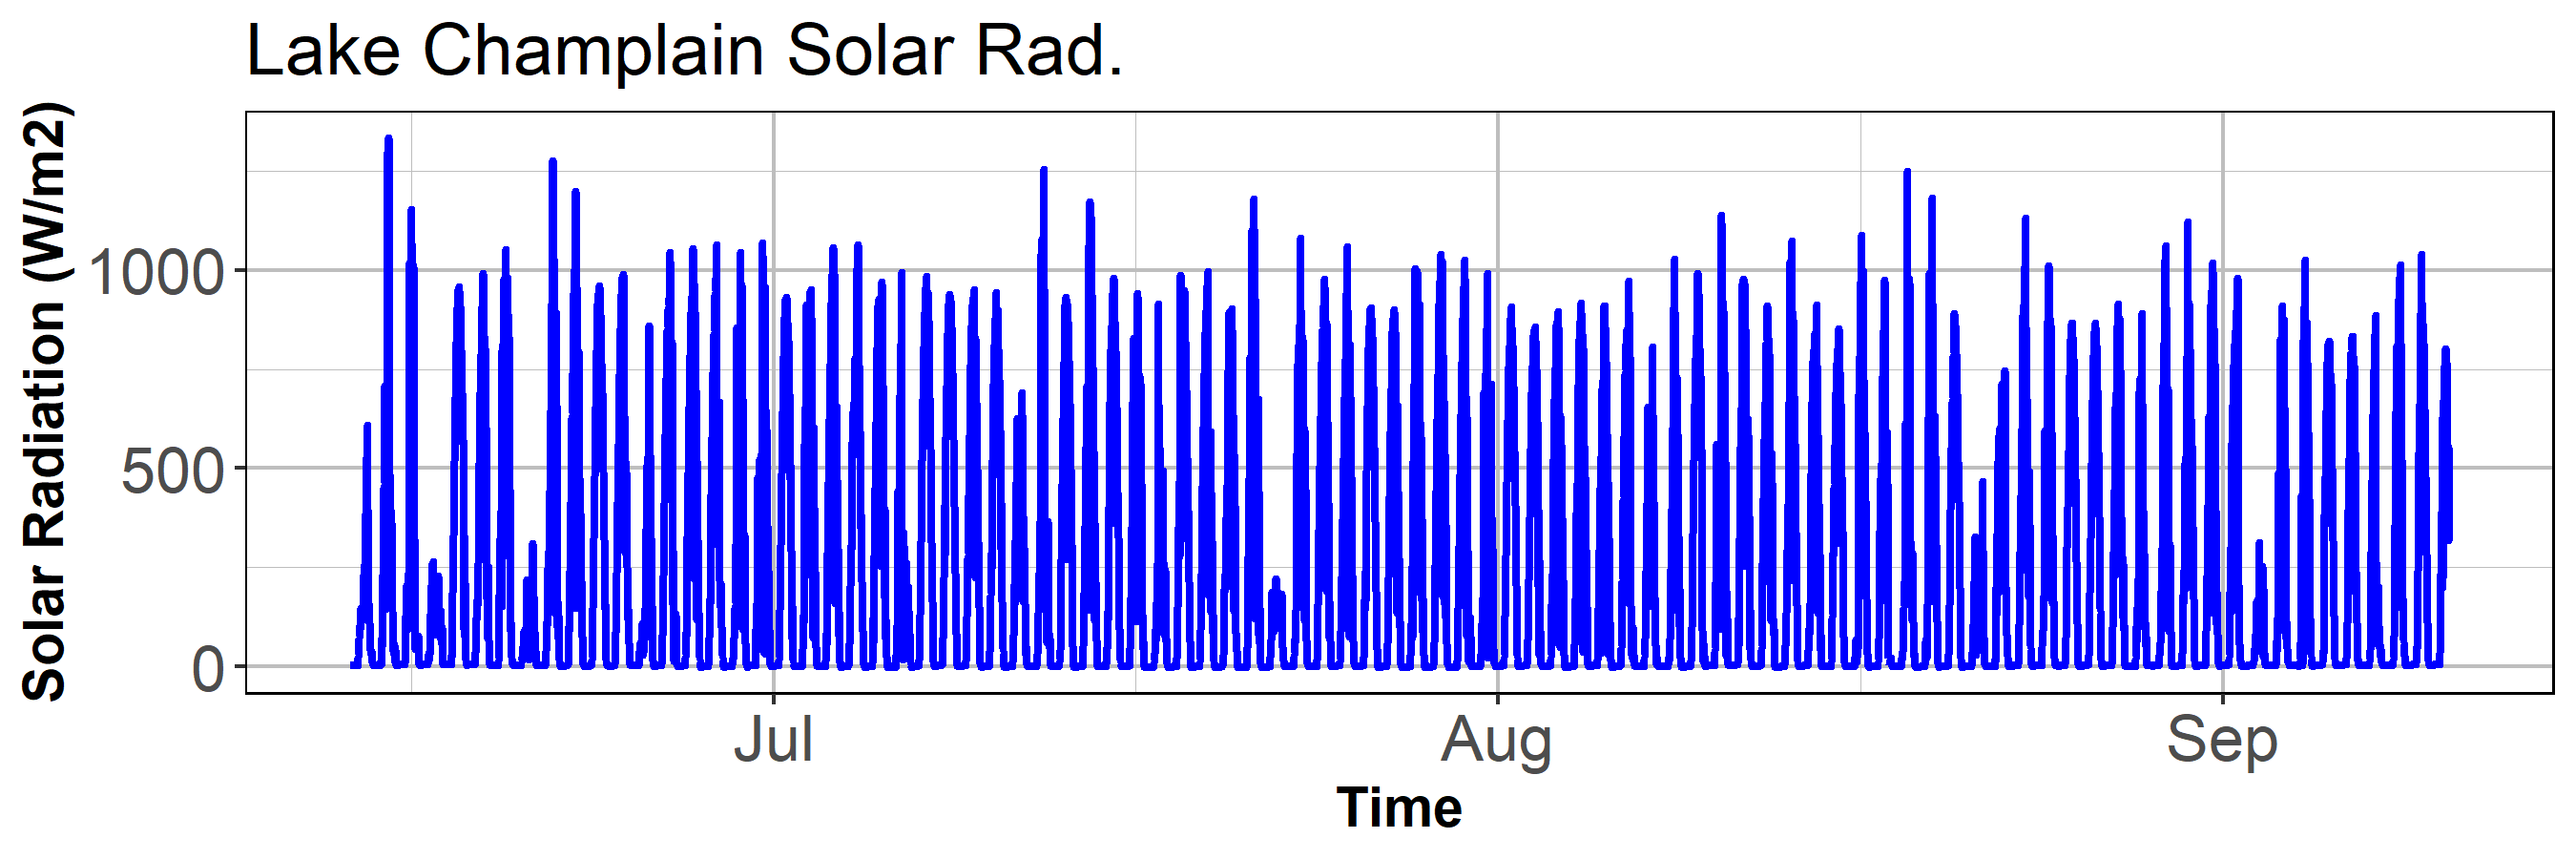 Lake Champlain Solar Rad.
Solar Radiation (W/m2)
1000
500
0
Jul
Aug
Sep
Time